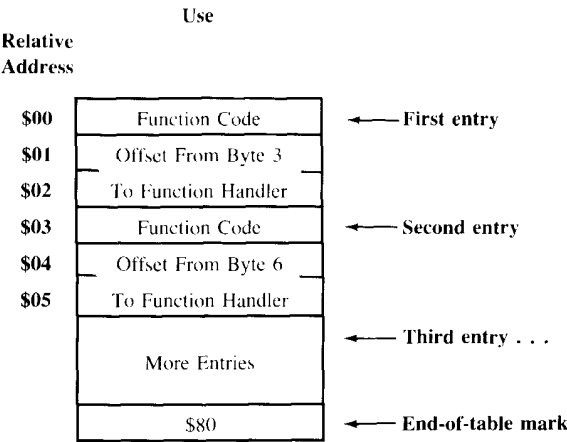 Use
Relative
Address
$00 Function Code First entry
$01 Offset From Byte 3
$02 To Function Handler
$03 Function Code Second entry
$04 Offset From Byte 6
$05 To Function Handler
Third entry . . .
More Entries
$80 End-of-table mark